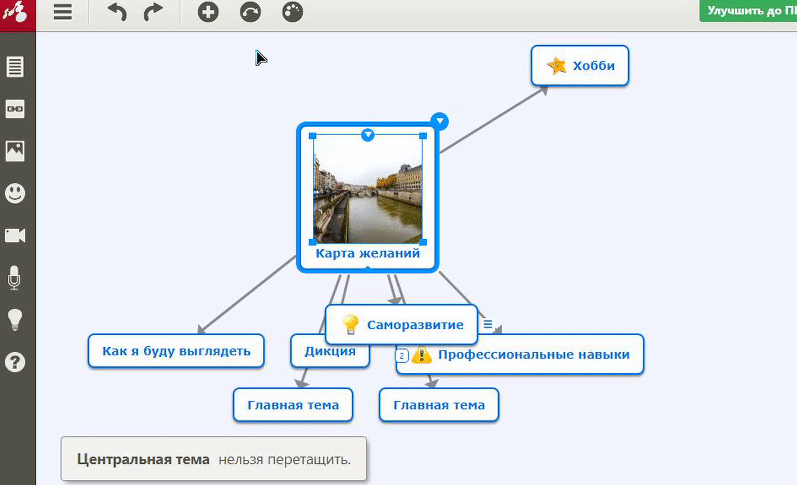 Улучшить до П
Хобби
Карта желаний
Саморазвитие
Как я буду выглядеть
Дикция
2
Профессиональные навыки
Главная тема
Главная тема
Центральная тема нельзя перетащить.